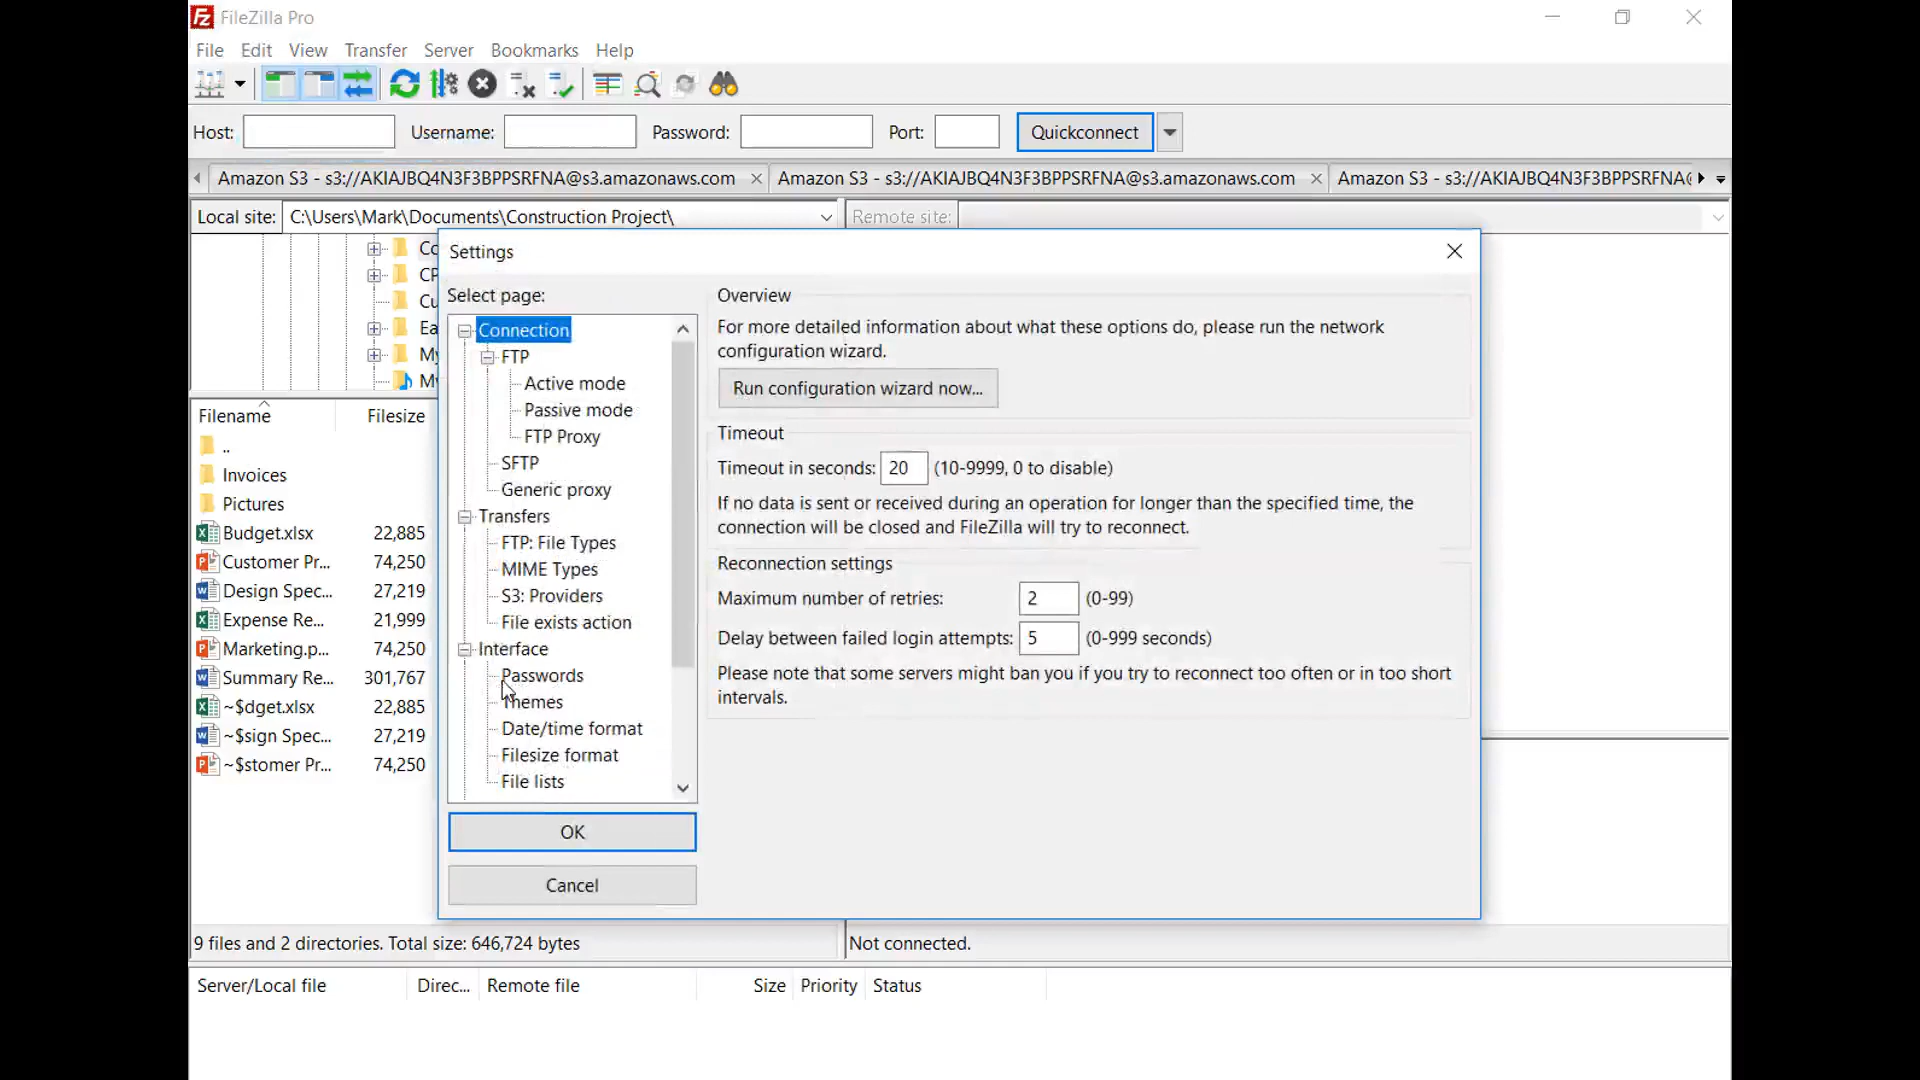 FileZilla Pro
File Edit View Transfer Server Bookmarks Help
Host: Username: Password: Port: Quickconnect
Amazon S3 - s3://AKIAJBQ4N3F3BPPSRFNA@s3.amazonaws.com Amazon S3 - s3://AKIAJBQ4N3F3BPPSRFNA@s3.amazonaws.com Amazon S3 - s3://AKIAJBQ4N3F3BPPSRFNA
Local site: C:\Users\Mark\Documents\Construction Project\ Remote site:
Co
CP
Cu
Ea
My
My
Filename Filesize
..
Invoices
Pictures
Budget.xlsx 22,885
Customer Pr... 74,250
Design Spec... 27,219
Expense Re... 21,999
Marketing.p... 74,250
Summary Re... 301,767
~$dget.xlsx 22,885
~$sign Spec... 27,219
~$stomer Pr... 74,250
Settings
Select page:
Connection
FTP
Active mode
Passive mode
FTP Proxy
SFTP
Generic proxy
Transfers
FTP: File Types
MIME Types
S3: Providers
File exists action
Interface
Passwords
Themes
Date/time format
Filesize format
File lists
OK
Cancel
Overview
For more detailed information about what these options do, please run the network
configuration wizard.
Run configuration wizard now...
Timeout
Timeout in seconds: 20 (10-9999, 0 to disable)
If no data is sent or received during an operation for longer than the specified time, the
connection will be closed and FileZilla will try to reconnect.
Reconnection settings
Maximum number of retries: 2 (0-99)
Delay between failed login attempts: 5 (0-999 seconds)
Please note that some servers might ban you if you try to reconnect too often or in too short
intervals.
9 files and 2 directories. Total size: 646,724 bytes Not connected.
Server/Local file Direc... Remote file Size Priority Status